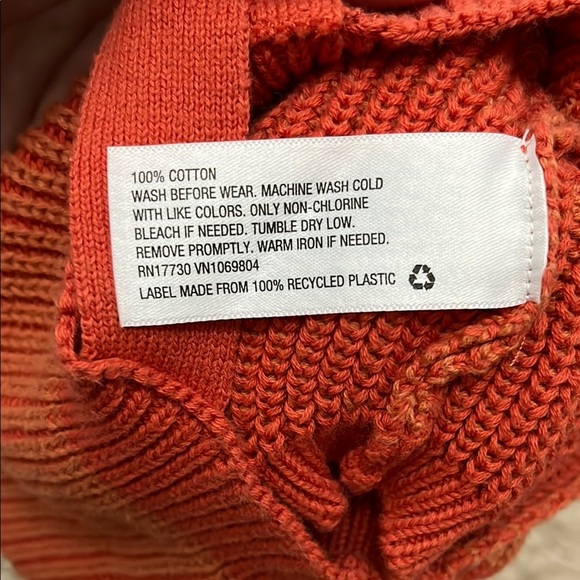 100% COTTON
WASH BEFORE WEAR. MACHINE WASH COLD
WITH LIKE COLORS. ONLY NON-CHLORINE
BLEACH IF NEEDED. TUMBLE DRY LOW.
REMOVE PROMPTLY. WARM IRON IF NEEDED.
RN17730 VN1069804
LABEL MADE FROM 100% RECYCLED PLASTIC